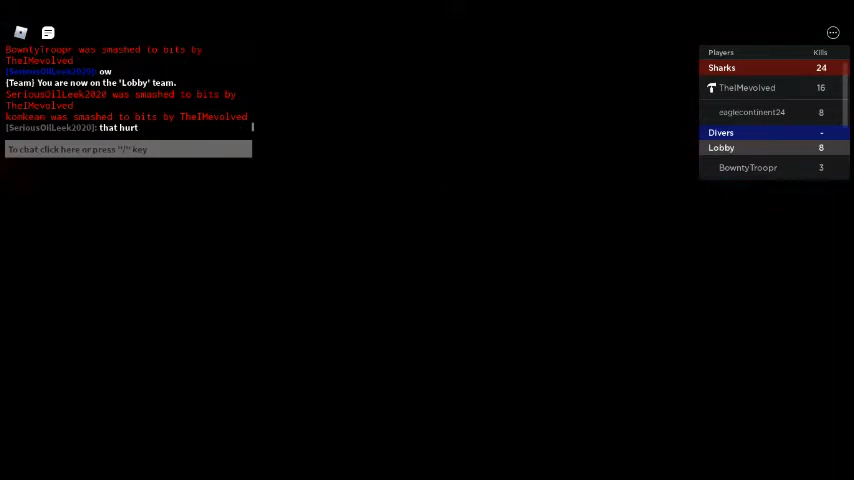 BowntyTroopr was smashed to bits by
TheIMevolved
[SeriousOilLeek2020]: ow
{Team} You are now on the 'Lobby' team.
SeriousOilLeek2020 was smashed to bits by
TheIMevolved
komkean was smashed to bits by TheIMevolved
[SeriousOilLeek2020]: that hurt
To chat click here or press "/" key
Players Kills
Sharks 24
TheIMevolved 16
eaglecontinent24 8
Divers -
Lobby 8
BowntyTroopr 3